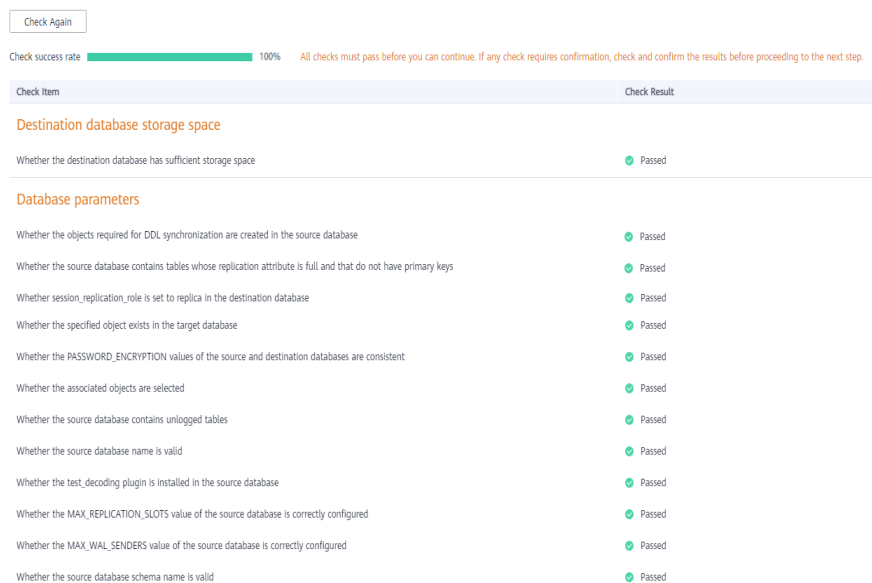 Check Again
Check success rate 100% All checks must pass before you can continue. If any check requires confirmation, check and confirm the results before proceeding to the next step.
Check Item Check Result
Destination database storage space
Whether the destination database has sufficient storage space Passed
Database parameters
Whether the objects required for DDL synchronization are created in the source database Passed
Whether the source database contains tables whose replication attribute is full and that do not have primary keys Passed
Whether session_replication_role is set to replica in the destination database Passed
Whether the specified object exists in the target database Passed
Whether the PASSWORD_ENCRYPTION values of the source and destination databases are consistent Passed
Whether the associated objects are selected Passed
Whether the source database contains unlogged tables Passed
Whether the source database name is valid Passed
Whether the test_decoding plugin is installed in the source database Passed
Whether the MAX_REPLICATION_SLOTS value of the source database is correctly configured Passed
Whether the MAX_WAL_SENDERS value of the source database is correctly configured Passed
Whether the source database schema name is valid Passed